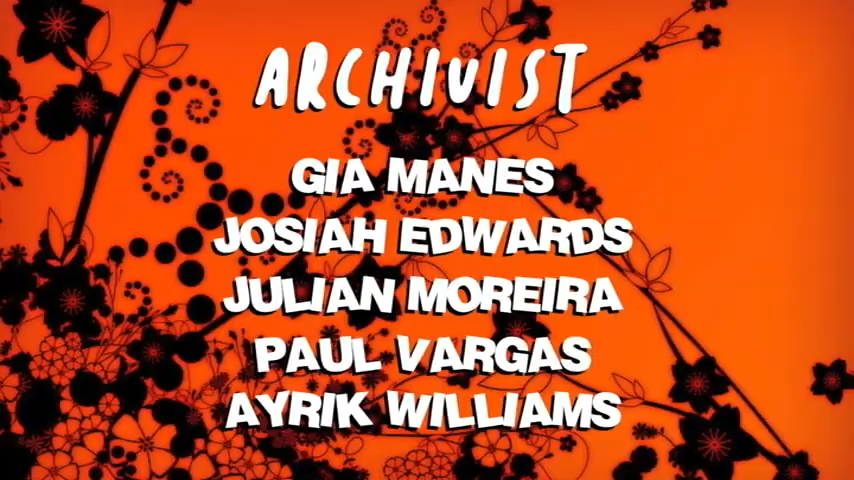 ARCHIVIST
GIA MANES
JOSIAH EDWARDS
JULIAN MOREIRA
PAUL VARGAS
AYRIK WILLIAMS